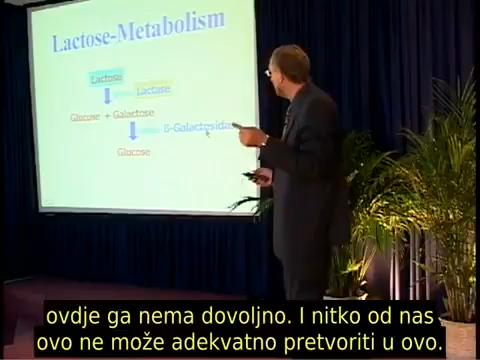 Lactose-Metabolism
Lactose
Lactase
Glucose + Galactose
ß-Galactosidas
Glucose
ovdje ga nema dovoljno. I nitko od nas
ovo ne može adekvatno pretvoriti u ovo.